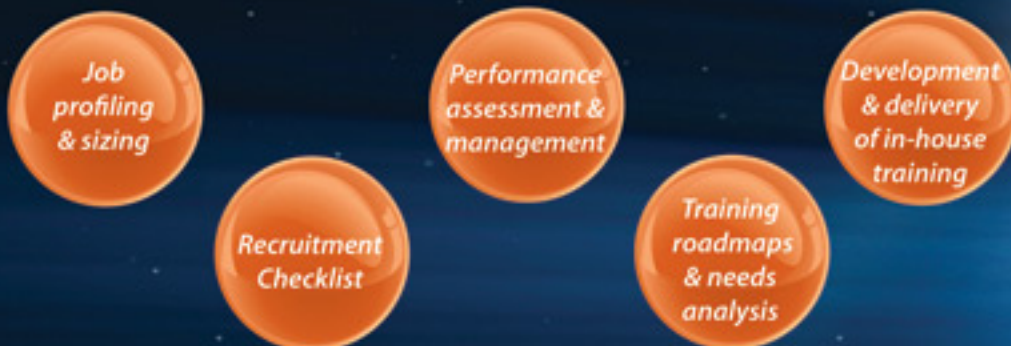 Job
profiling
& sizing
Recruitment
Checklist
Performance
assessment &
management
Training
roadmaps
& needs
analysis
Development
& delivery
of in-house
training